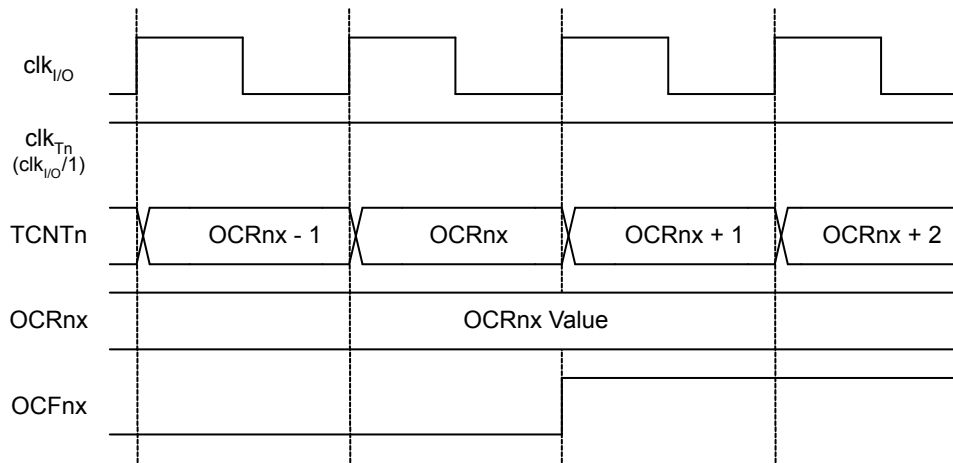 clkI/O
clkTn
(clkI/O/1)
TCNTn
OCRnx - 1
OCRnx
OCRnx + 1
OCRnx + 2
OCRnx
OCRnx Value
OCFnx